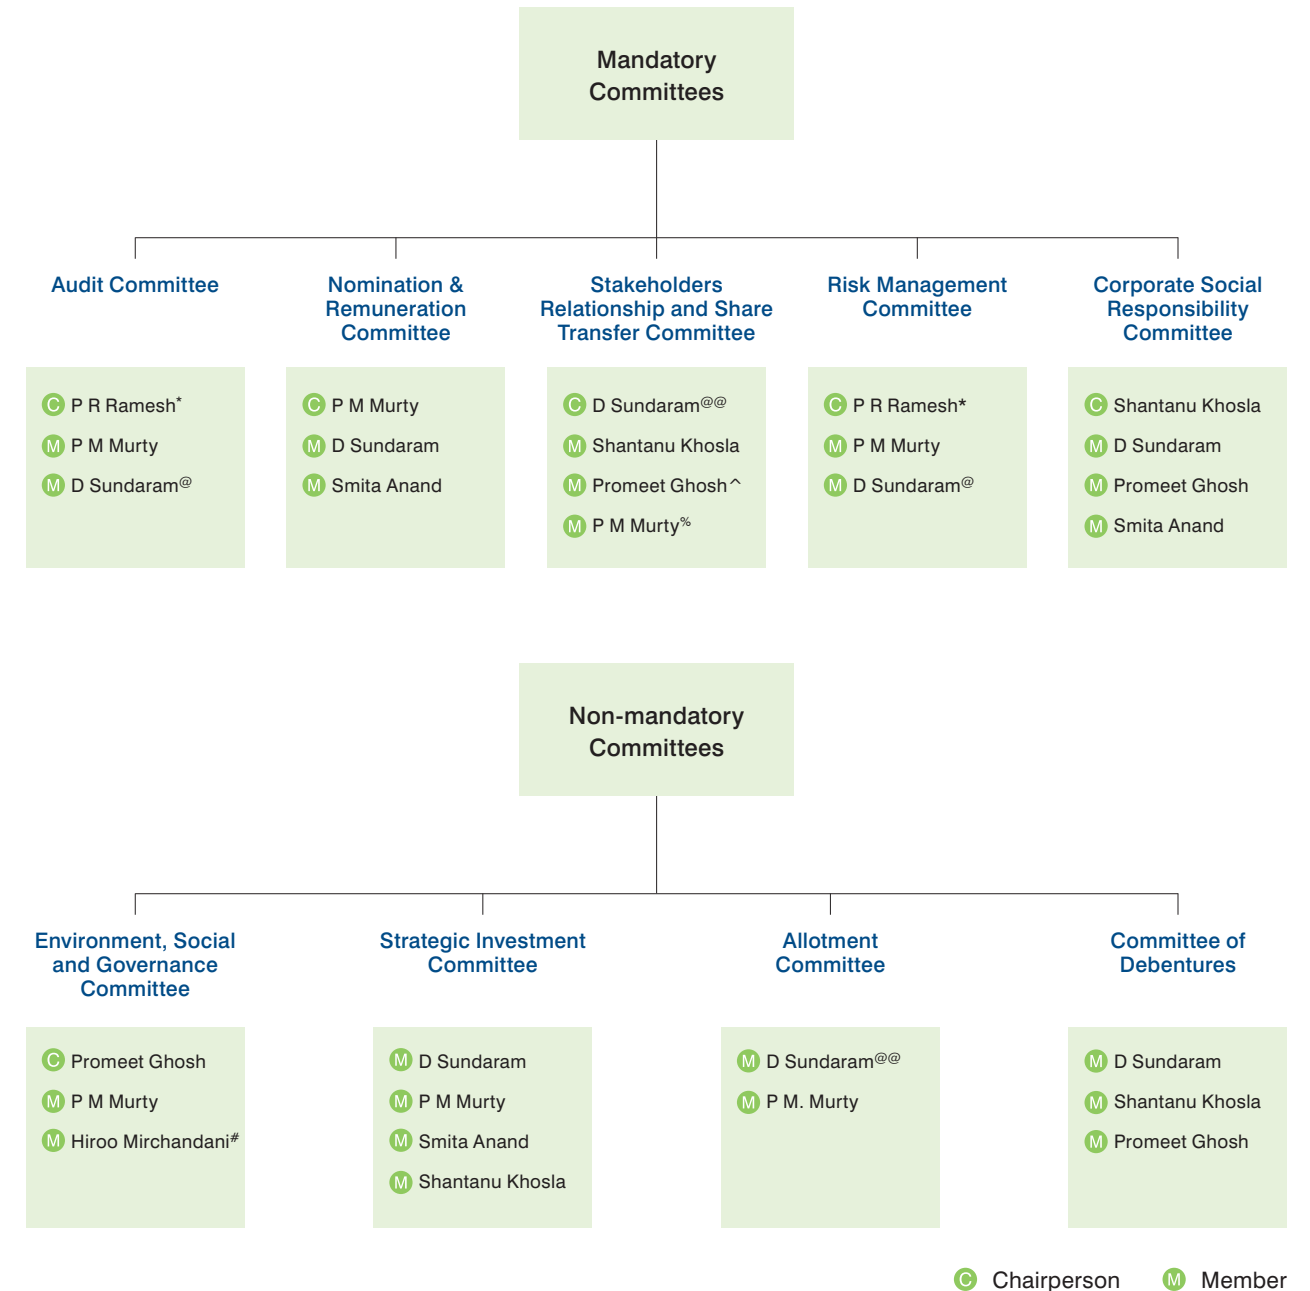 Mandatory
Committees
Audit Committee
Nomination &
Remuneration
Committee
Stakeholders
Relationship and Share
Transfer Committee
Risk Management
Committee
Corporate Social
Responsibility
Committee
C P R Ramesh*
M P M Murty
M D Sundaram@
C P M Murty
M D Sundaram
M Smita Anand
C D Sundaram@@
M Shantanu Khosla
M Promeet Ghosh^
M P M Murty%
C P R Ramesh*
M P M Murty
M D Sundaram@
C Shantanu Khosla
M D Sundaram
M Promeet Ghosh
M Smita Anand
Non-mandatory
Committees
Environment, Social
and Governance
Committee
Strategic Investment
Committee
Allotment
Committee
Committee of
Debentures
C Promeet Ghosh
M P M Murty
M Hiroo Mirchandani#
M D Sundaram
M P M Murty
M Smita Anand
M Shantanu Khosla
M D Sundaram@@
M P M. Murty
M D Sundaram
M Shantanu Khosla
M Promeet Ghosh
C Chairperson M Member